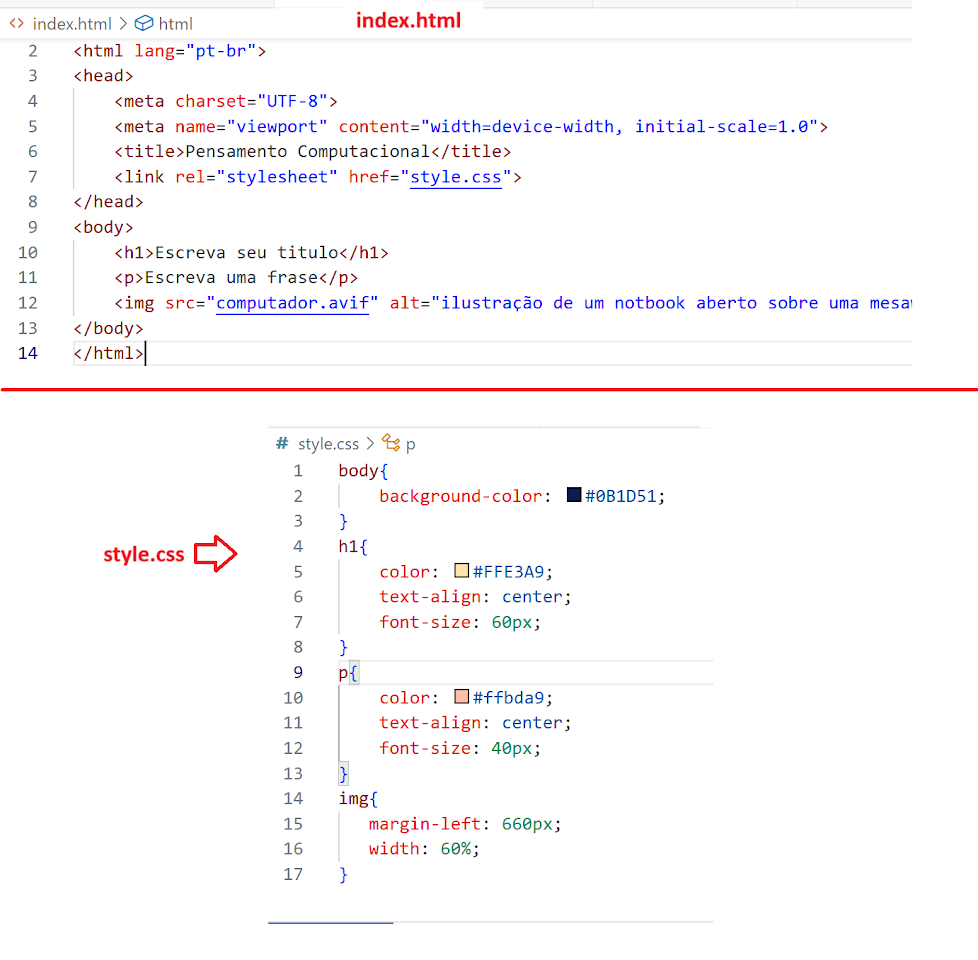 index.html > html
index.html
2 <html lang="pt-br">
3 <head>
4 <meta charset="UTF-8">
5 <meta name="viewport" content="width=device-width, initial-scale=1.0">
6 <title>Pensamento Computacional</title>
7 <link rel="stylesheet" href="style.css">
8 </head>
9 <body>
10 <h1>Escreva seu titulo</h1>
11 <p>Escreva uma frase</p>
12 <img src="computador.avif" alt="ilustração de um notbook aberto sobre uma mesa
13 </body>
14 </html>
# style.css > p
1 body{
2 background-color: #0B1D51;
3 }
style.css
4 h1{
5 color: #FFE3A9;
6 text-align: center;
7 font-size: 60px;
8 }
9 p{
10 color: #ffbda9;
11 text-align: center;
12 font-size: 40px;
13 }
14 img{
15 margin-left: 660px;
16 width: 60%;
17 }